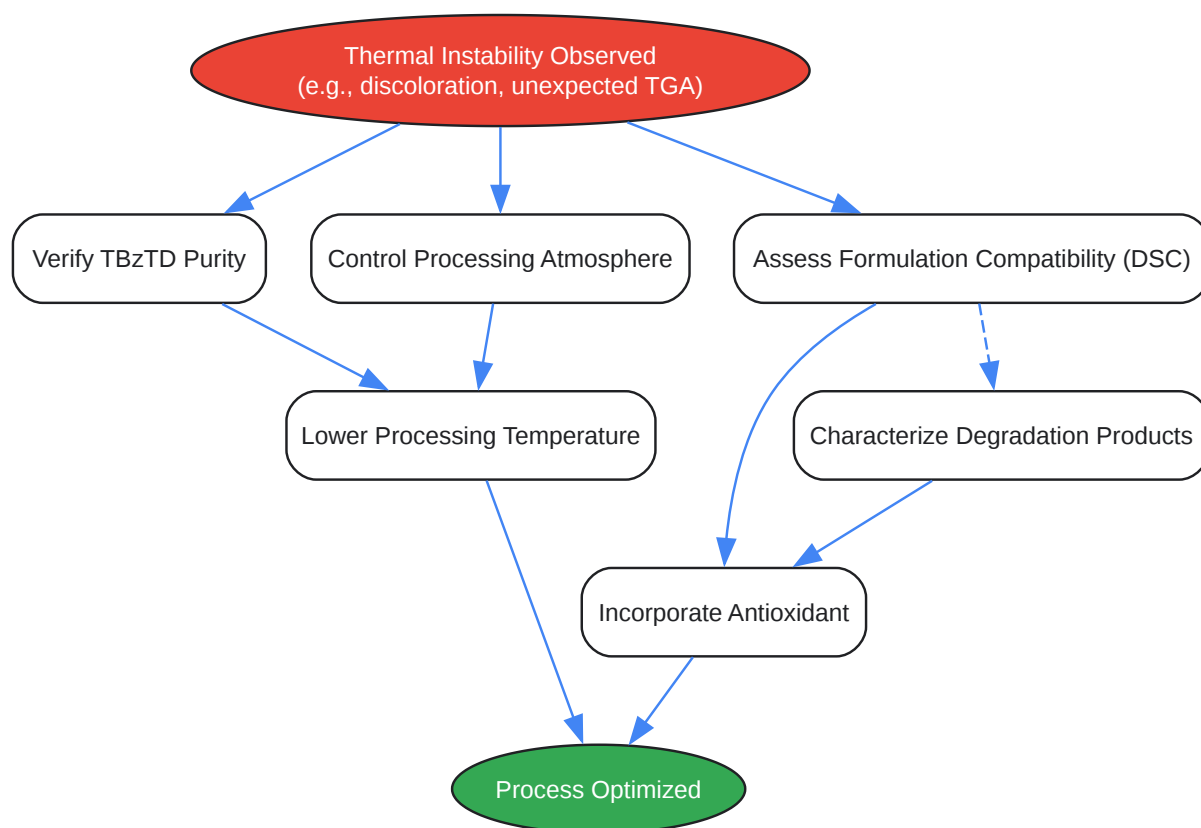 Thermal Instability Observed
(e.g., discoloration, unexpected TGA)
Verify TBzTD Purity
Control Processing Atmosphere
Assess Formulation Compatibility (DSC)
Lower Processing Temperature
Characterize Degradation Products
Incorporate Antioxidant
Process Optimized